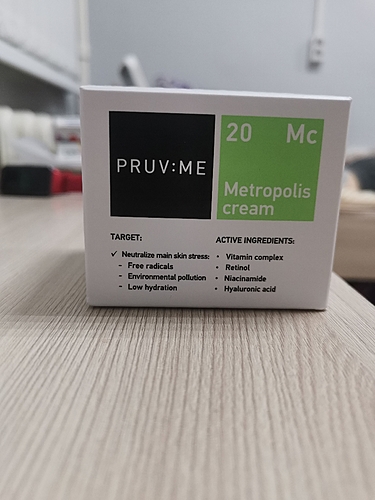 PRUV:ME
20 Mc
Metropolis
cream
TARGET:
✓ Neutralize main skin stress:
- Free radicals
- Environmental pollution
- Low hydration
ACTIVE INGREDIENTS:
• Vitamin complex
• Retinol
• Niacinamide
• Hyaluronic acid